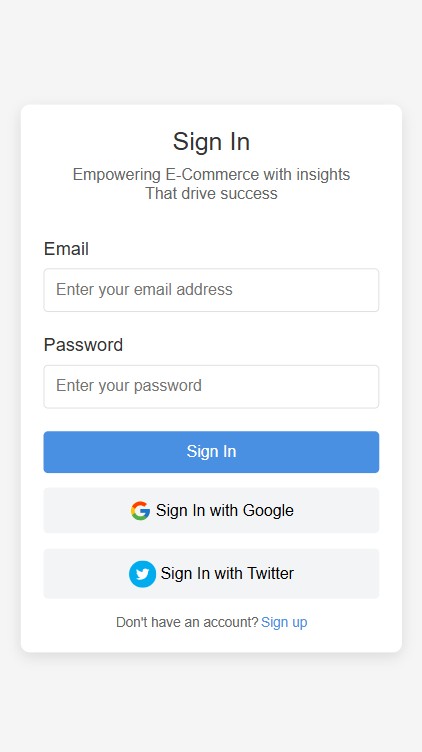 Sign In
Empowering E-Commerce with insights
That drive success
Email
Enter your email address
Password
Enter your password
Sign In
Sign In with Google
Sign In with Twitter
Don't have an account? Sign up